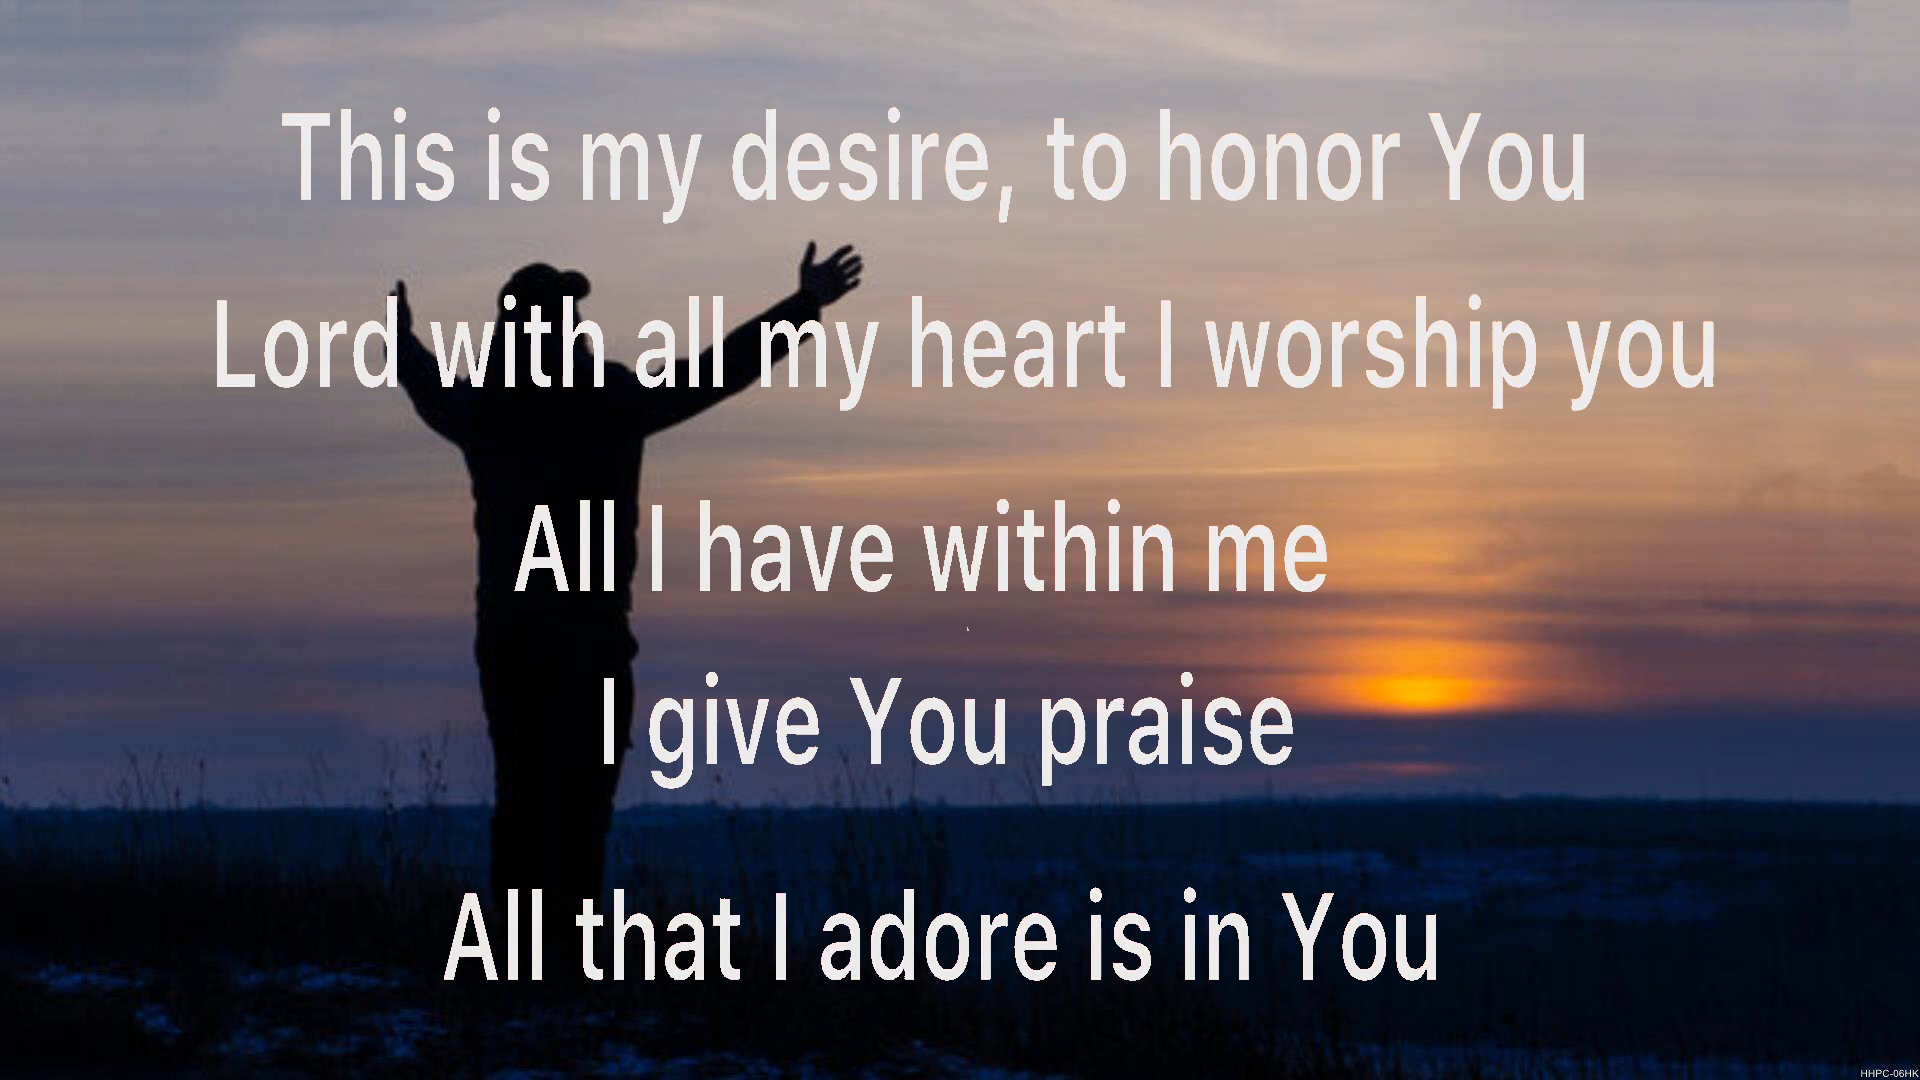 This is my desire, to honor You
Lord with all my heart I worship you
All I have within me
I give You praise
All that I adore is in You
HHPC-06HK